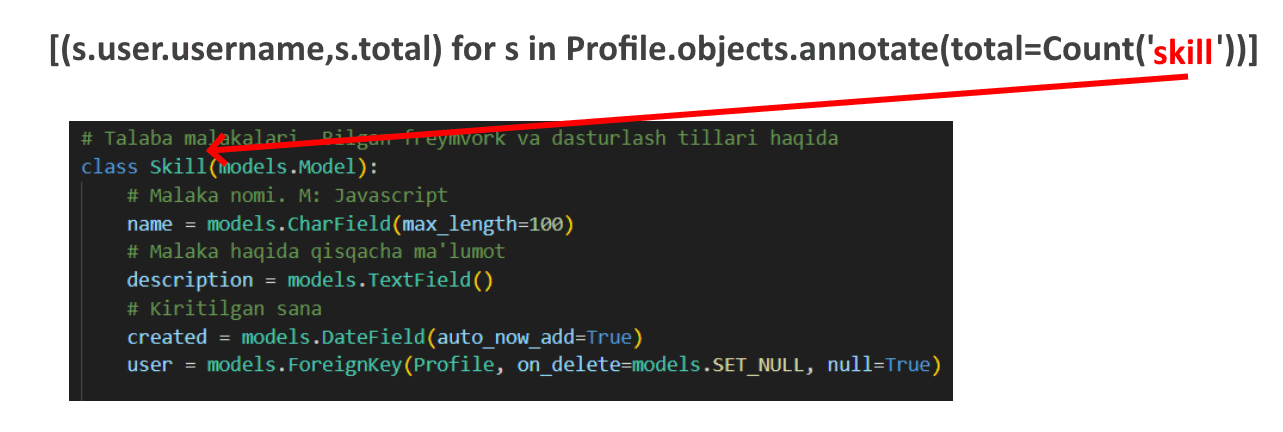 [(s.user.username,s.total) for s in Profile.objects.annotate(total=Count('skill'))]
# Talaba malakalari. Bilgan freymvork va dasturlash tillari haqida
class Skill(models.Model):
    # Malaka nomi. M: Javascript
    name = models.CharField(max_length=100)
    # Malaka haqida qisqacha ma'lumot
    description = models.TextField()
    # Kiritilgan sana
    created = models.DateField(auto_now_add=True)
    user = models.ForeignKey(Profile, on_delete=models.SET_NULL, null=True)